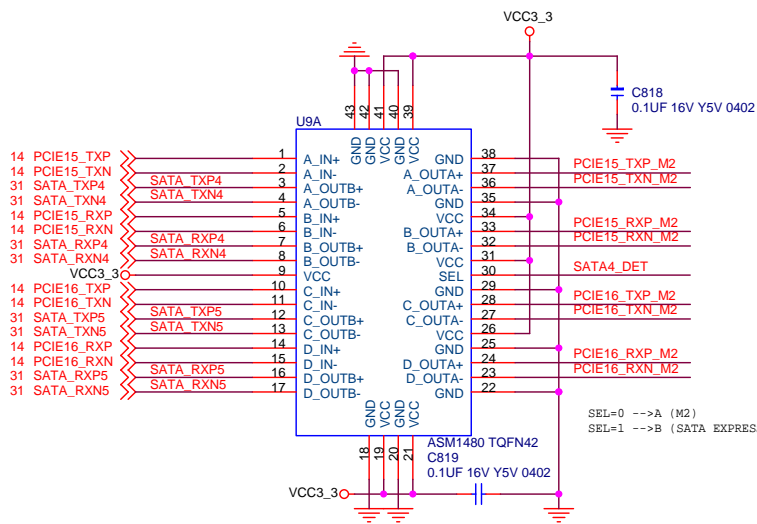 VCC3_3
C818
0.1UF 16V Y5V 0402
U9A
43 42 41 40 39
GND GND VCC GND VCC
14 PCIE15_TXP 1 A_IN+ GND 38
14 PCIE15_TXN 2 A_IN- A_OUTA+ 37 PCIE15_TXP_M2
31 SATA_TXP4 SATA_TXP4 3 A_OUTB+ A_OUTA- 36 PCIE15_TXN_M2
31 SATA_TXN4 SATA_TXN4 4 A_OUTB- GND 35
14 PCIE15_RXP 5 B_IN+ VCC 34
14 PCIE15_RXN 6 B_IN- B_OUTA+ 33 PCIE15_RXP_M2
31 SATA_RXP4 SATA_RXP4 7 B_OUTB+ B_OUTA- 32 PCIE15_RXN_M2
31 SATA_RXN4 SATA_RXN4 8 B_OUTB- VCC 31
VCC3_3 9 VCC SEL 30 SATA4_DET
14 PCIE16_TXP 10 C_IN+ GND 29
14 PCIE16_TXN 11 C_IN- C_OUTA+ 28 PCIE16_TXP_M2
31 SATA_TXP5 SATA_TXP5 12 C_OUTB+ C_OUTA- 27 PCIE16_TXN_M2
31 SATA_TXN5 SATA_TXN5 13 C_OUTB- VCC 26
14 PCIE16_RXP 14 D_IN+ GND 25
14 PCIE16_RXN 15 D_IN- D_OUTA+ 24 PCIE16_RXP_M2
31 SATA_RXP5 SATA_RXP5 16 D_OUTB+ D_OUTA- 23 PCIE16_RXN_M2
31 SATA_RXN5 SATA_RXN5 17 D_OUTB- GND 22
GND VCC GND VCC
18 19 20 21
SEL=0 -->A (M2)
SEL=1 -->B (SATA EXPRES
ASM1480 TQFN42
C819
0.1UF 16V Y5V 0402
VCC3_3